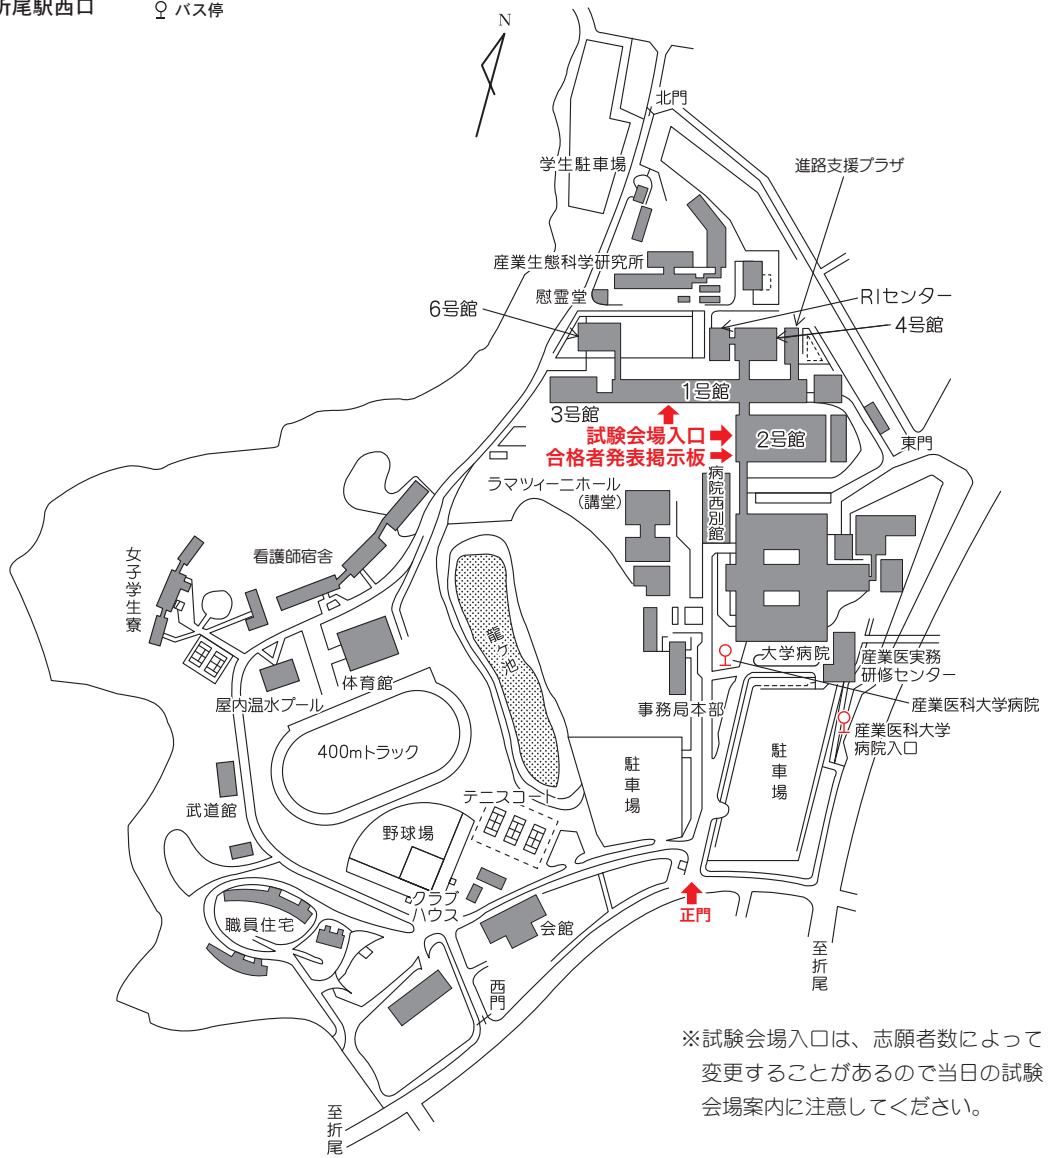 折尾駅西口
バス停
N
北門
学生駐車場
進路支援プラザ
産業生態科学研究所
慰霊堂
RIセンター
6号館
4号館
1号館
3号館
試験会場入口
2号館
合格者発表掲示板
東門
ラマツィーニホール
(講堂)
病院西別館
看護師宿舎
女子学生寮
龍ケ池
大学病院
産業医実務
研修センター
体育館
屋内温水プール
事務局本部
産業医科大学病院
産業医科大学
病院入口
400mトラック
駐車場
駐車場
武道館
テニスコート
野球場
クラブ
ハウス
職員住宅
会館
正門
至折尾
西門
※試験会場入口は、志願者数によって
変更することがあるので当日の試験
会場案内に注意してください。
至折尾